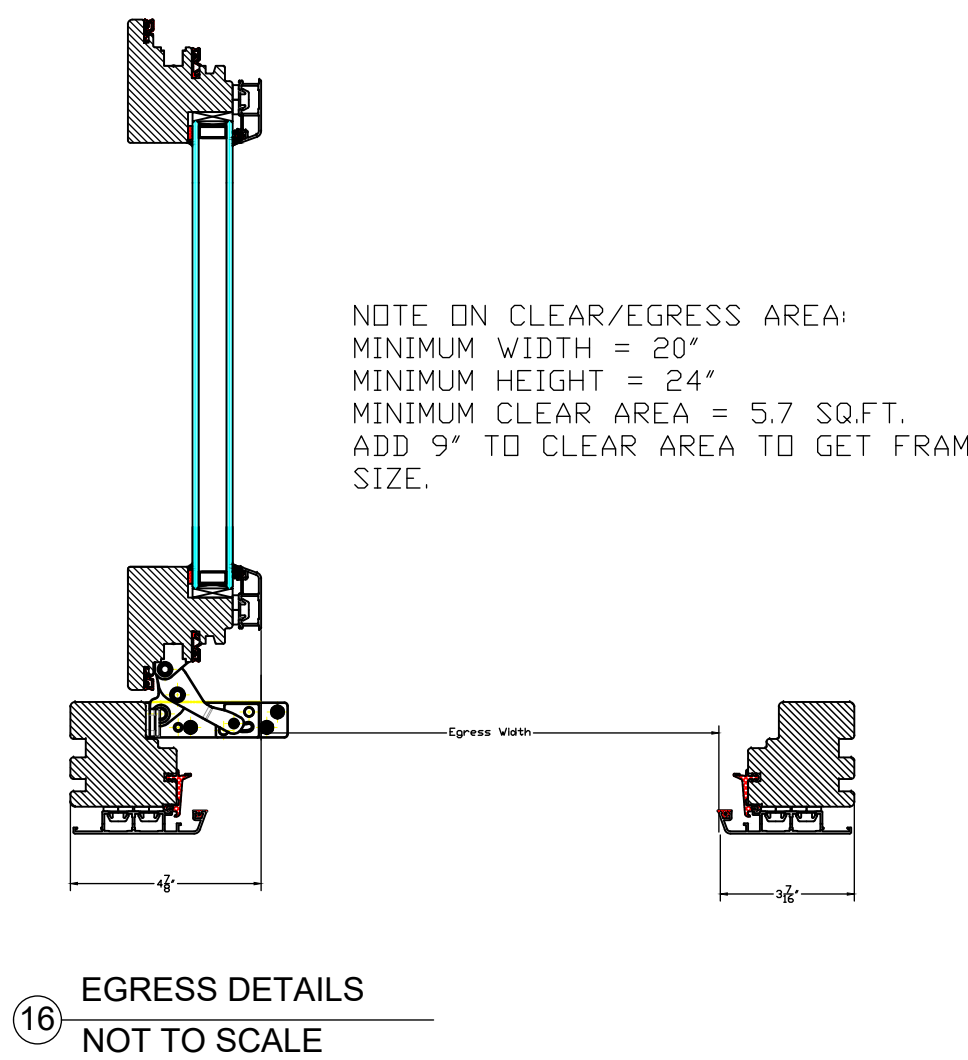 NOTE ON CLEAR/EGRESS AREA:
MINIMUM WIDTH = 20"
MINIMUM HEIGHT = 24"
MINIMUM CLEAR AREA = 5.7 SQ.FT.
ADD 9" TO CLEAR AREA TO GET FRAM
SIZE.
Egress Width
4 7/8"
3 7/16"
16
EGRESS DETAILS
NOT TO SCALE